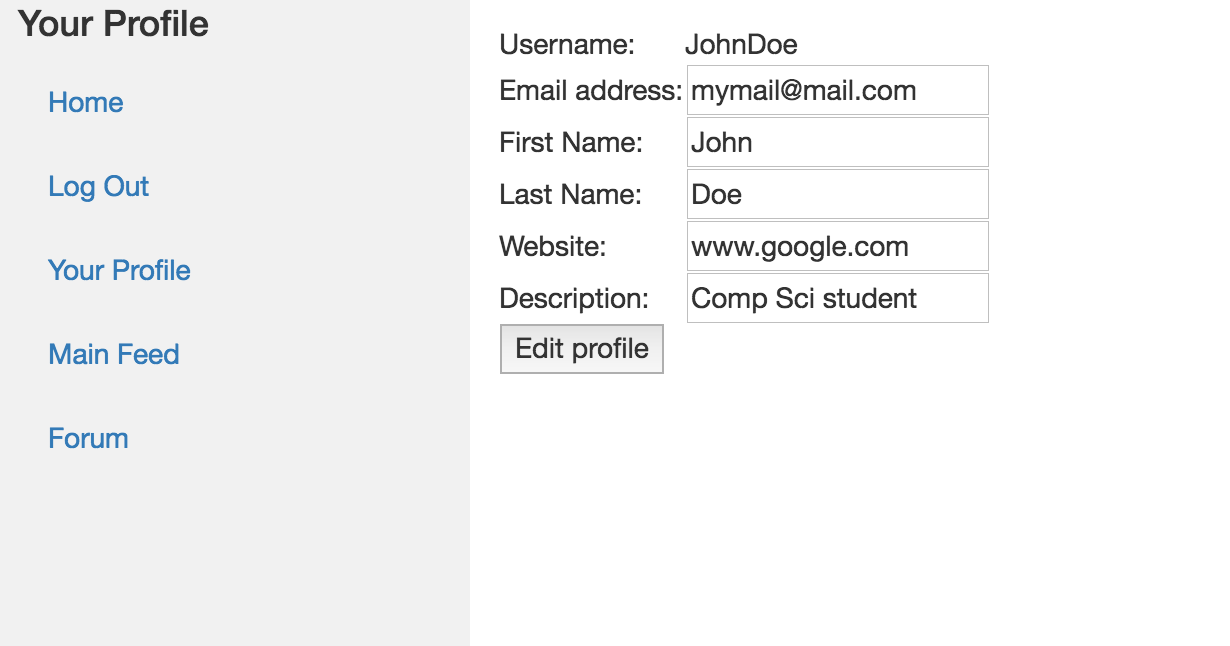 Your Profile
Home
Log Out
Your Profile
Main Feed
Forum
Username: JohnDoe
Email address: mymail@mail.com
First Name: John
Last Name: Doe
Website: www.google.com
Description: Comp Sci student
Edit profile